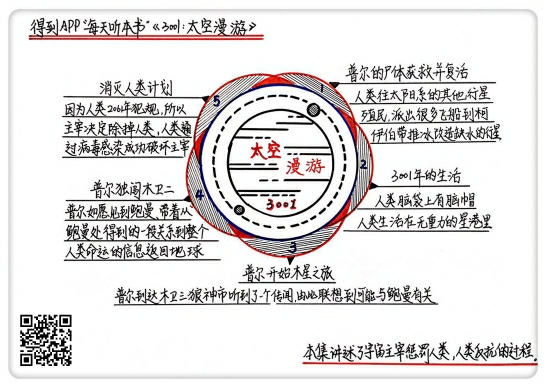 得到APP"每天听本书"《3001:太空漫游》
1
普尔的尸体获救并复活
人类往太阳系的其他行星
殖民,派出很多飞船到柯
伊伯带推冰改造缺水的行星
2
3001年的生活
人类脑袋上有脑帽
人类生活在无重力的星港里
3
普尔开始木星之旅
普尔到达木卫三狼神市听到了个传闻,由此联想到可能与鲍曼有关
4
普尔独闯木卫二
普尔如愿见到鲍曼,带着从
鲍曼处得到的一段关系到整个
人类命运的信息返回地球
5
消灭人类计划
因为人类2061年犯规,所以
主宰决定除掉人类,人类通
过病毒感染成功破坏主宰
太空
漫游
3001
本集讲述了宇宙主宰惩罚人类,人类反抗的过程.